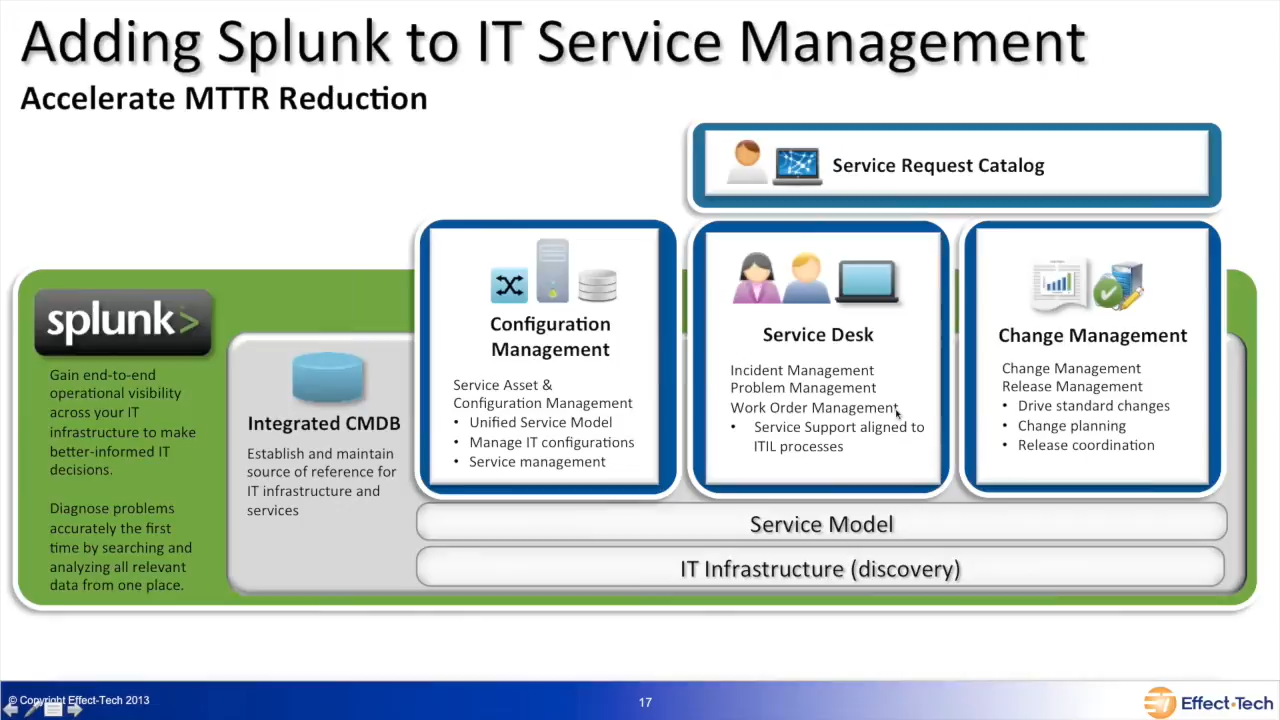 Adding Splunk to IT Service Management
Accelerate MTTR Reduction
Service Request Catalog
splunk>
Gain end-to-end
operational visibility
across your IT
infrastructure to make
better-informed IT
decisions.
Diagnose problems
accurately the first
time by searching and
analyzing all relevant
data from one place.
Integrated CMDB
Establish and maintain
source of reference for
IT infrastructure and
services
Configuration
Management
Service Asset &
Configuration Management
• Unified Service Model
• Manage IT configurations
• Service management
Service Desk
Incident Management
Problem Management
Work Order Management
• Service Support aligned to
ITIL processes
Change Management
Change Management
Release Management
• Drive standard changes
• Change planning
• Release coordination
Service Model
IT Infrastructure (discovery)
© Copyright Effect-Tech 2013
17
Effect•Tech